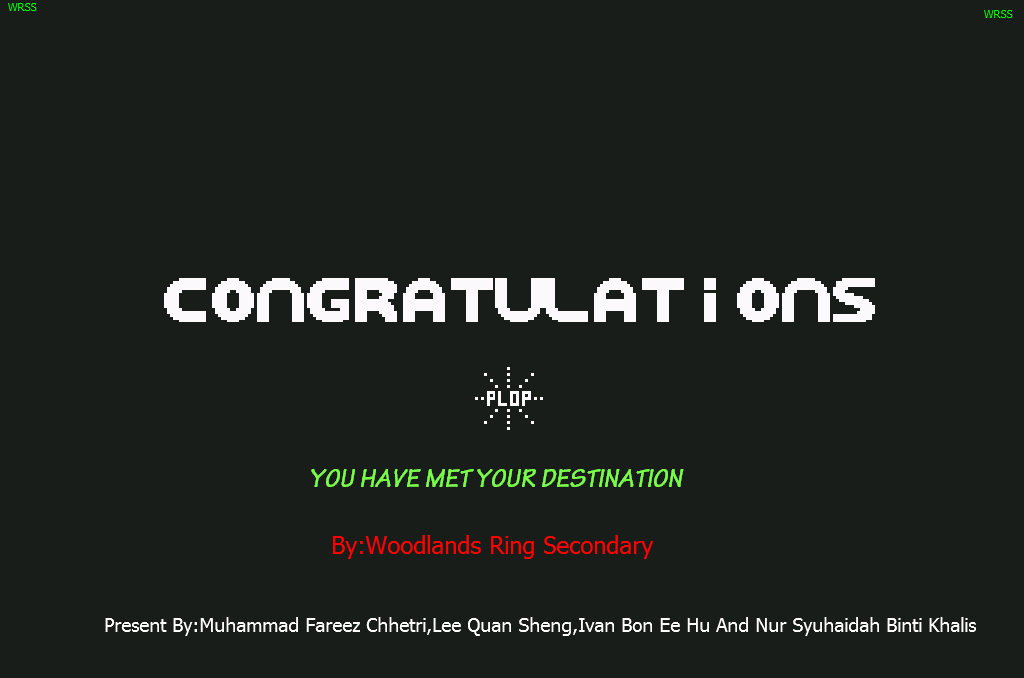 WRSS
WRSS
CONGRATULATiONS
PLOP
YOU HAVE MET YOUR DESTINATION
By:Woodlands Ring Secondary
Present By:Muhammad Fareez Chhetri,Lee Quan Sheng,Ivan Bon Ee Hu And Nur Syuhaidah Binti Khalis